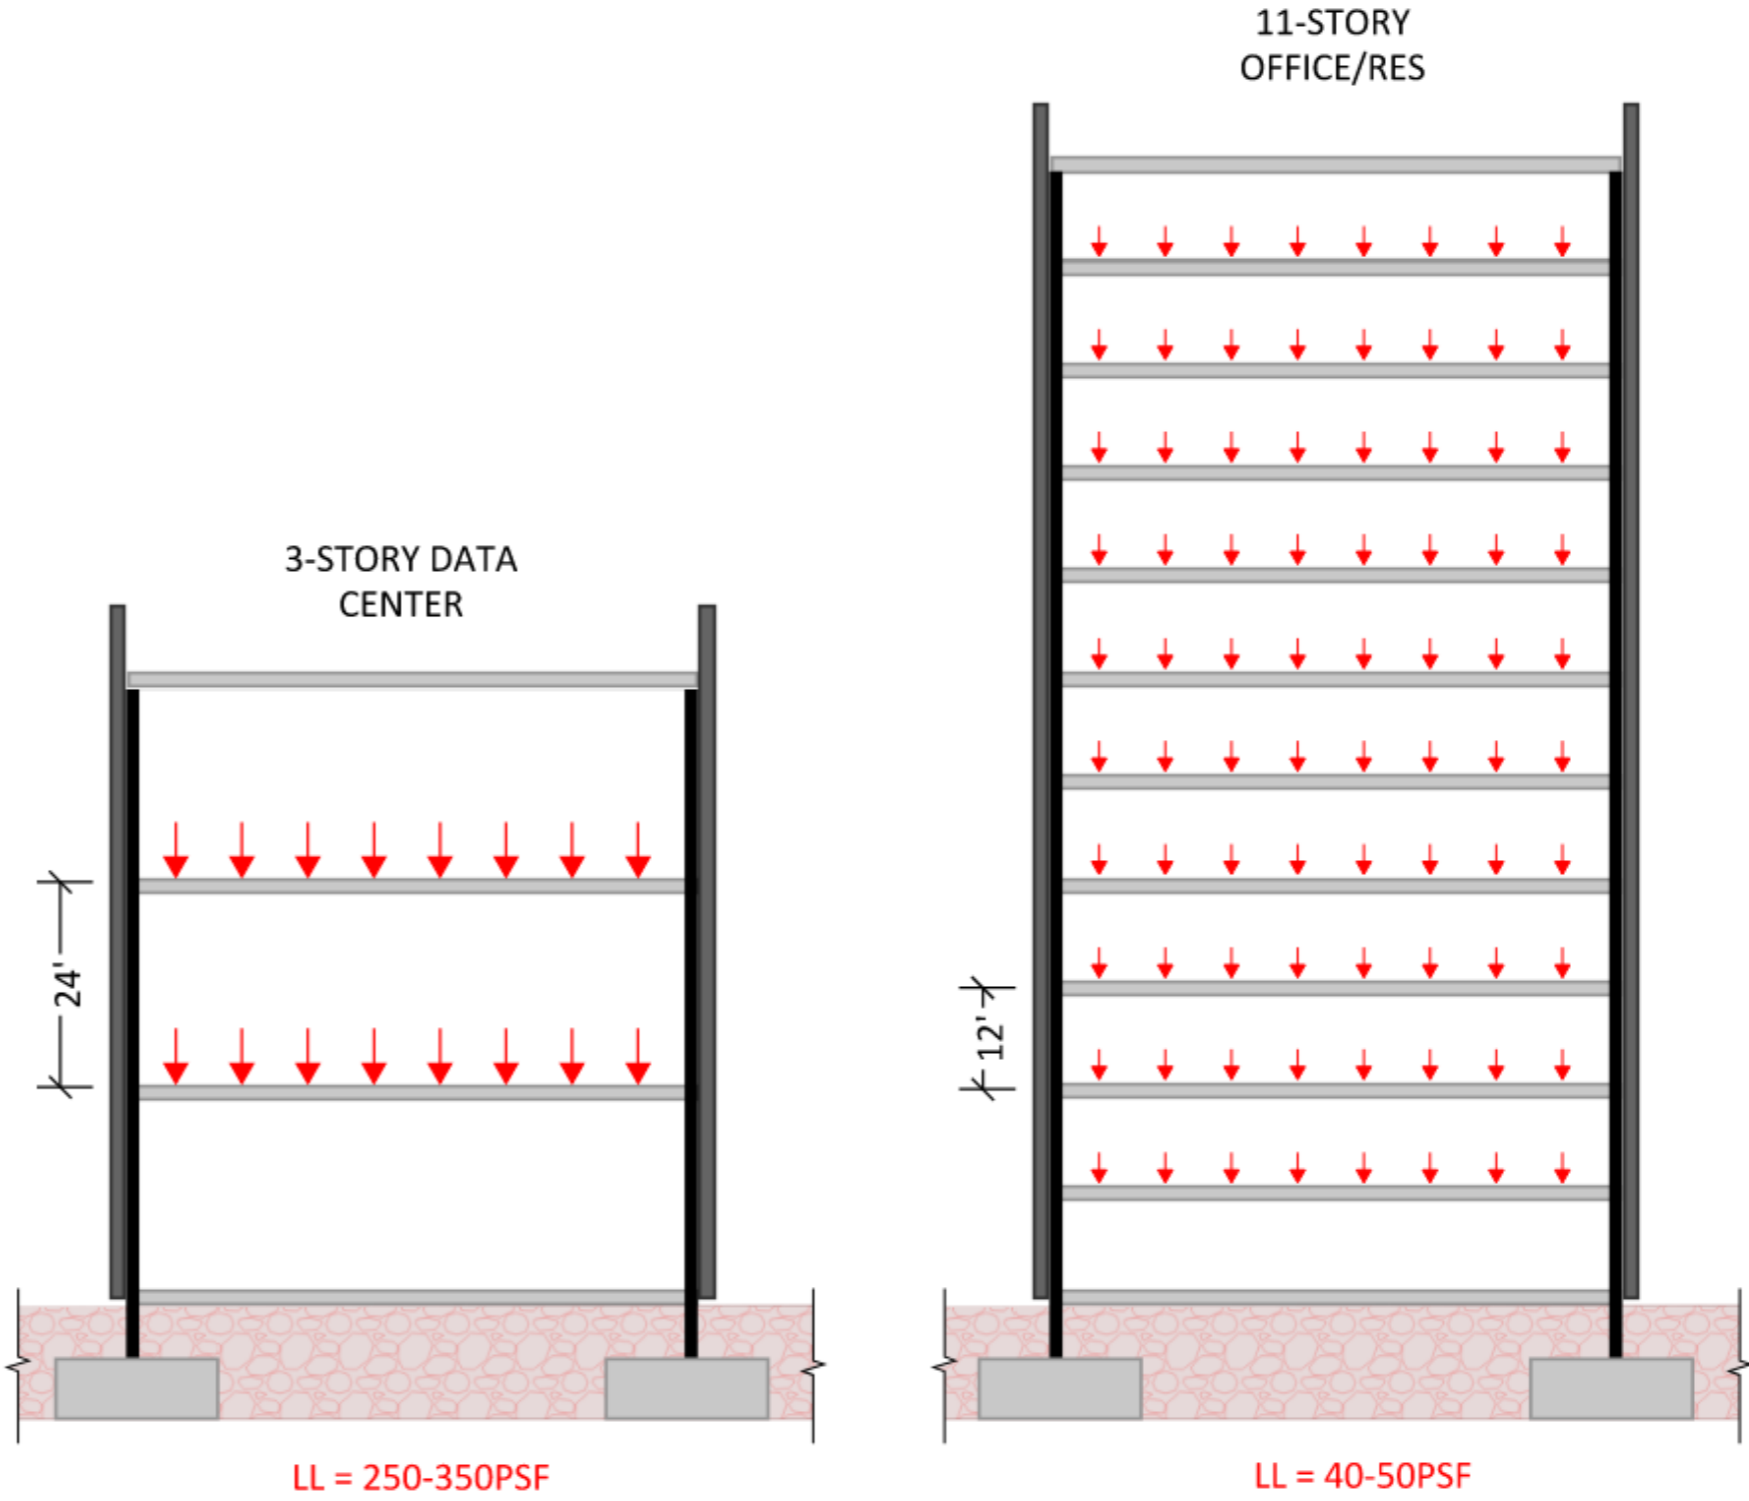 11-STORY
OFFICE/RES
3-STORY DATA
CENTER
24'
12'
LL = 250-350PSF
LL = 40-50PSF